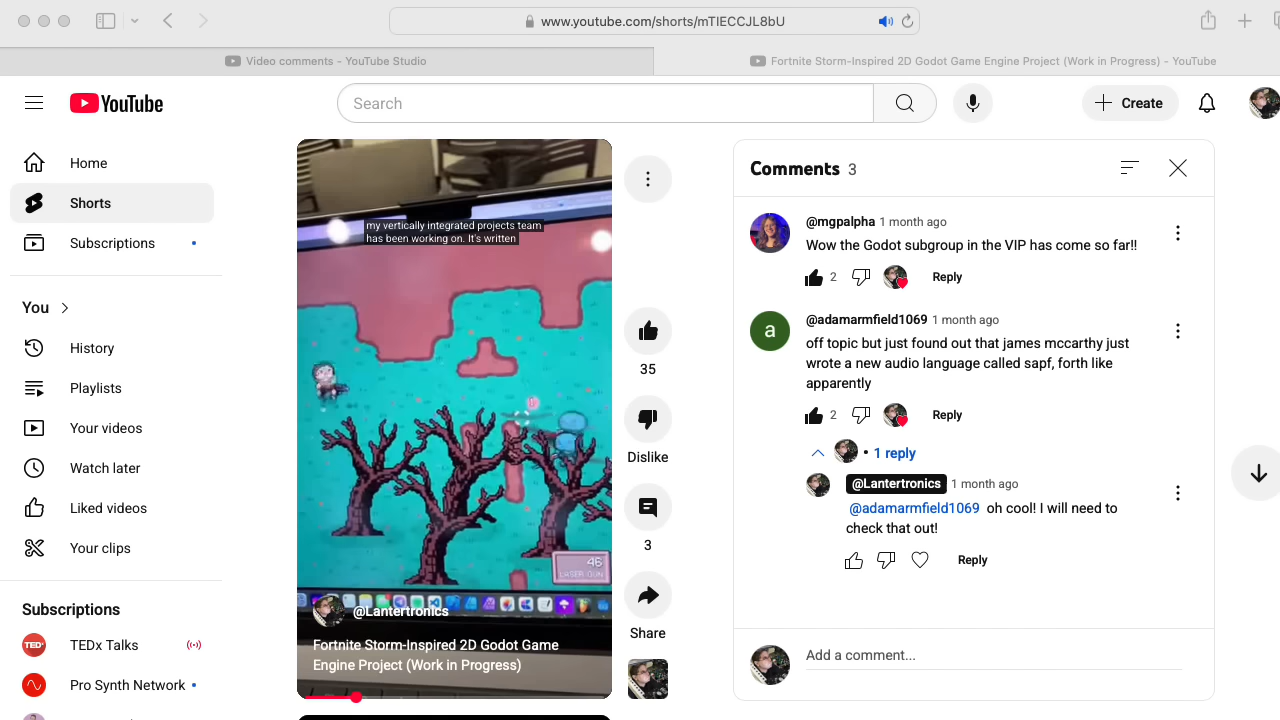 www.youtube.com/shorts/mTIECCJL8bU
Video comments - YouTube Studio
Fortnite Storm-Inspired 2D Godot Game Engine Project (Work in Progress) - YouTube
YouTube
Search
Create
Home
Shorts
Subscriptions
You
History
Playlists
Your videos
Watch later
Liked videos
Your clips
Subscriptions
TED
TEDx Talks
Pro Synth Network
my vertically integrated projects team
has been working on. It's written
46
LASER GUN
@Lantertronics
Fortnite Storm-Inspired 2D Godot Game
Engine Project (Work in Progress)
35
Dislike
3
Share
Comments 3
@mgpalpha 1 month ago
Wow the Godot subgroup in the VIP has come so far!!
2
Reply
a
@adamarmfield1069 1 month ago
off topic but just found out that james mccarthy just
wrote a new audio language called sapf, forth like
apparently
2
Reply
• 1 reply
@Lantertronics 1 month ago
@adamarmfield1069 oh cool! I will need to
check that out!
Reply
Add a comment...